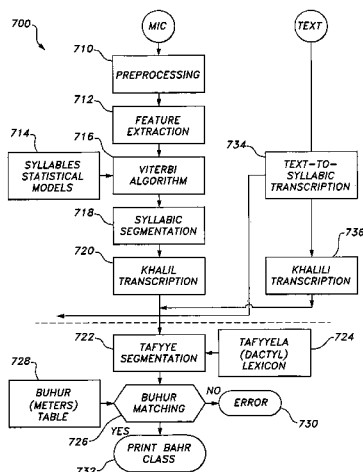 700
MIC
TEXT
710
PREPROCESSING
712
FEATURE
EXTRACTION
714
SYLLABLES
STATISTICAL
MODELS
716
VITERBI
ALGORITHM
734
TEXT-TO-
SYLLABIC
TRANSCRIPTION
718
SYLLABIC
SEGMENTATION
720
KHALIL
TRANSCRIPTION
736
KHALILI
TRANSCRIPTION
722
TAFYYE
SEGMENTATION
724
TAFYYELA
(DACTYL)
LEXICON
728
BUHUR
(METERS)
TABLE
726
BUHUR
MATCHING
NO
ERROR
730
YES
PRINT BAHR
CLASS
732